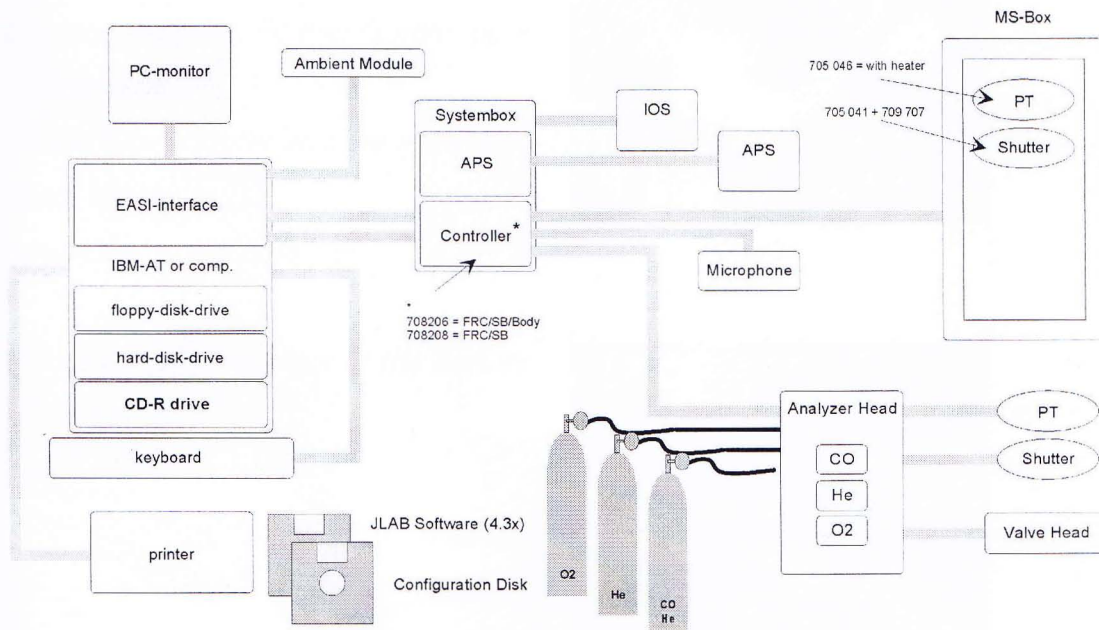 MS-Box
PC-monitor
Ambient Module
705 046 = with heater
PT
705 041 + 709 707
Shutter
Systembox
IOS
APS
APS
EASI-interface
Controller*
Microphone
IBM-AT or comp.
floppy-disk-drive
*
708206 = FRC/SB/Body
708208 = FRC/SB
hard-disk-drive
CD-R drive
keyboard
Analyzer Head
PT
CO
Shutter
He
O2
Valve Head
JLAB Software (4.3x)
printer
Configuration Disk
O2
He
CO
He